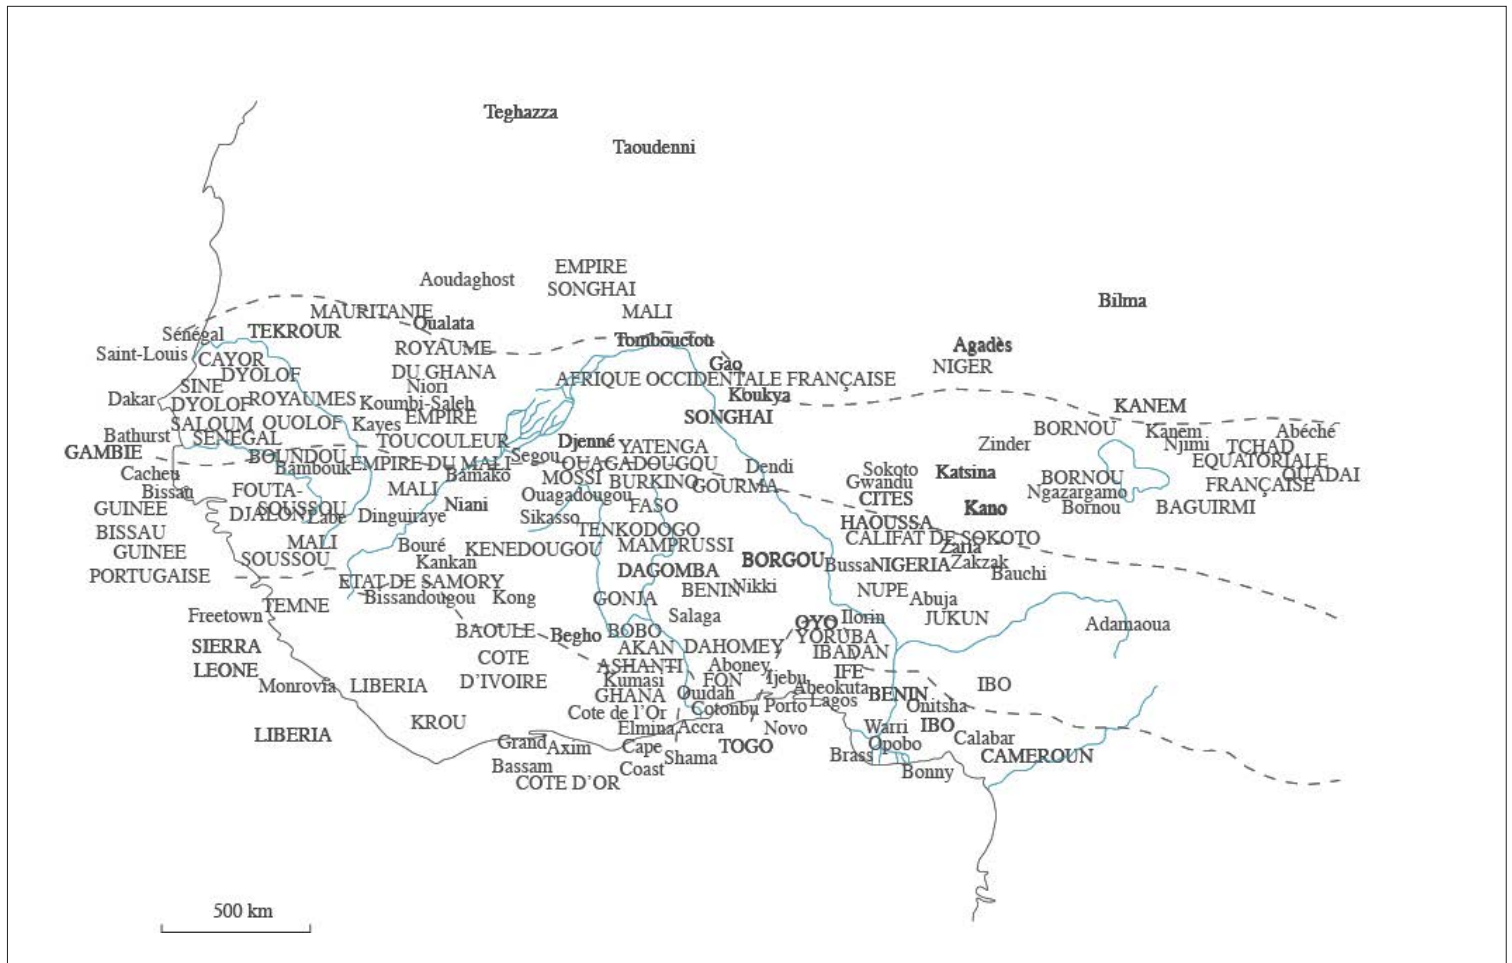 Teghazza
Taoudenni
EMPIRE
SONGHAI
Aoudaghost
Bilma
MAURITANIE
MALI
Oualata
Sénégal
TEKROUR
Tombouctou
Agadès
ROYAUME
DU GHANA
Saint-Louis
CAYOR
Gao
NIGER
DYOLOF
AFRIQUE OCCIDENTALE FRANÇAISE
SINE
Niori
Koukya
Dakar
DYOLOF
ROYAUMES
Koumbi-Saleh
KANEM
SALOUM
OUOLOF
Kayes
EMPIRE
TOUCOULEUR
SONGHAI
BORNOU
Kanem
Abéché
Bathurst
SENEGAL
Djenné
YATENGA
Zinder
Njimi
TCHAD
GAMBIE
BOUNDOU
Segou
EQUATORIALE
FRANÇAISE
Bambouk
EMPIRE DU MALI
OUAGADOUGOU
Dendi
Sokoto
Katsina
OUADAI
Cacheu
Bamako
MOSSI
BURKINO
FASO
GOURMA
Gwandu
BORNOU
Bissau
FOUTA-
DJALON
MALI
Ouagadougou
CITES
HAOUSSA
Ngazargamo
Bornou
BAGUIRMI
GUINEE
BISSAU
SOUSSOU
Labé
Dinguiraye
Niani
Sikasso
Kano
TENKODOGO
CALIFAT DE SOKOTO
GUINEE
PORTUGAISE
MALI
SOUSSOU
Bouré
KENEDOUGOU
MAMPRUSSI
Zaria
Kankan
BORGOU
Bussa
NIGERIA
Zakzak
Bauchi
DAGOMBA
ETAT DE SAMORY
BENIN
Nikki
NUPE
Bissandougou
Kong
GONJA
Abuja
TEMNE
Freetown
Salaga
OYO
Ilorin
JUKUN
Adamaoua
BAOULE
Begho
BOBO
YORUBA
SIERRA
LEONE
AKAN
DAHOMEY
IBADAN
COTE
D’IVOIRE
ASHANTI
Aboney
IFE
Kumasi
FON
Ijebu
Monrovia
LIBERIA
GHANA
Ouidah
Abeokuta
BENIN
IBO
Lagos
Onitsha
Cote de l’Or
Cotonbu
Porto
Novo
KROU
Elmina
Accra
Warri
IBO
LIBERIA
Grand
Bassam
Axim
Cape
Coast
Shama
TOGO
Opobo
Calabar
Brass
CAMEROUN
Bonny
COTE D’OR
500 km